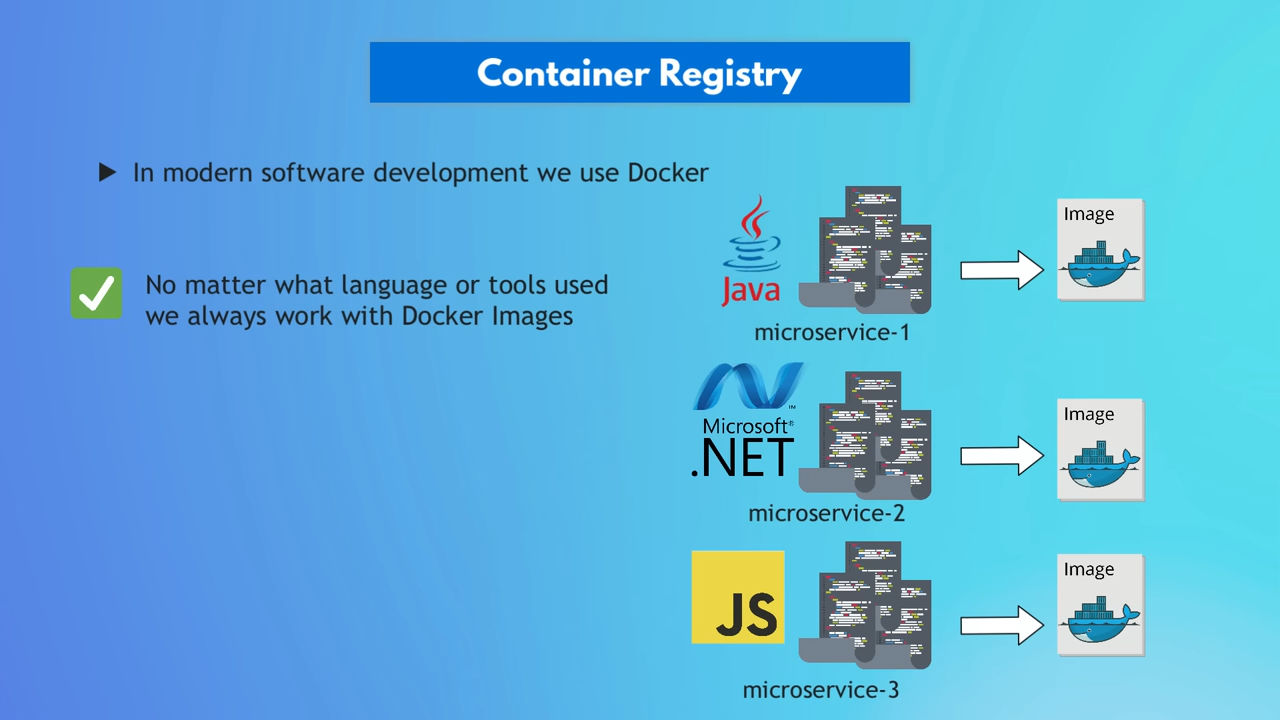 Container Registry
In modern software development we use Docker
No matter what language or tools used
we always work with Docker Images
Java
microservice-1
Image
Microsoft®
.NET
™
microservice-2
Image
JS
microservice-3
Image